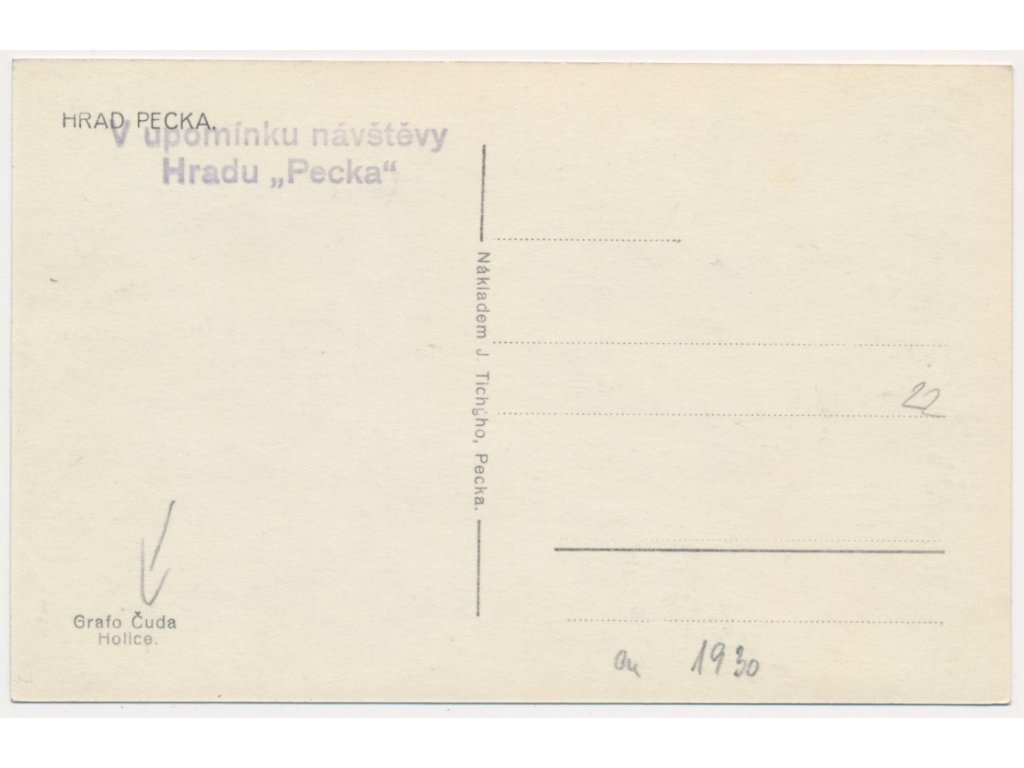 HRAD PECKA.
V upomínku návštěvy
Hradu „Pecka“
Nákladem J. Tichého, Pecka.
22
Grafo Čuda
Holice.
1930